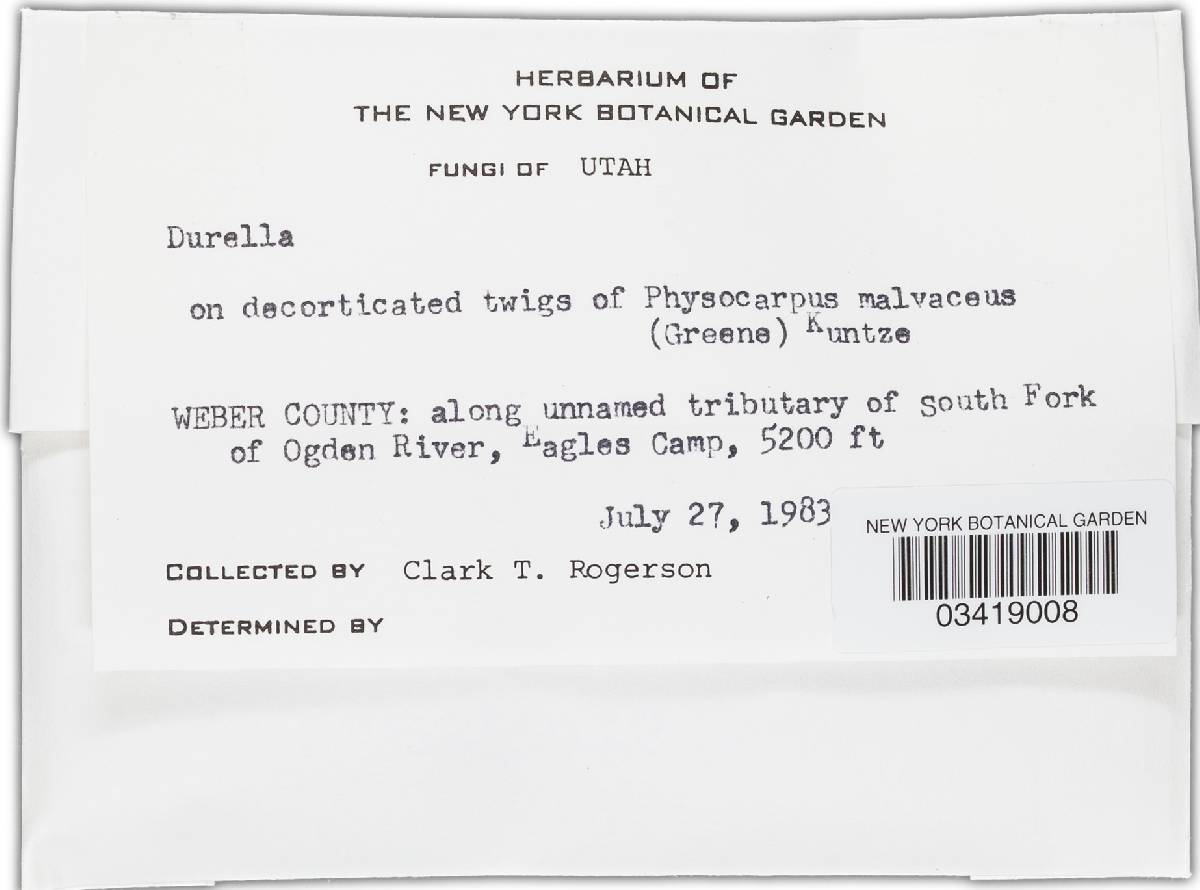 HERBARIUM OF
THE NEW YORK BOTANICAL GARDEN
FUNGI OF UTAH
Durella
on decorticated twigs of Physocarpus malvaceus
(Greene) Kuntze
WEBER COUNTY: along unnamed tributary of south Fork
of Ogden River, Eagles Camp, 5200 ft
July 27, 1983
COLLECTED BY Clark T. Rogerson
DETERMINED BY
NEW YORK BOTANICAL GARDEN
03419008